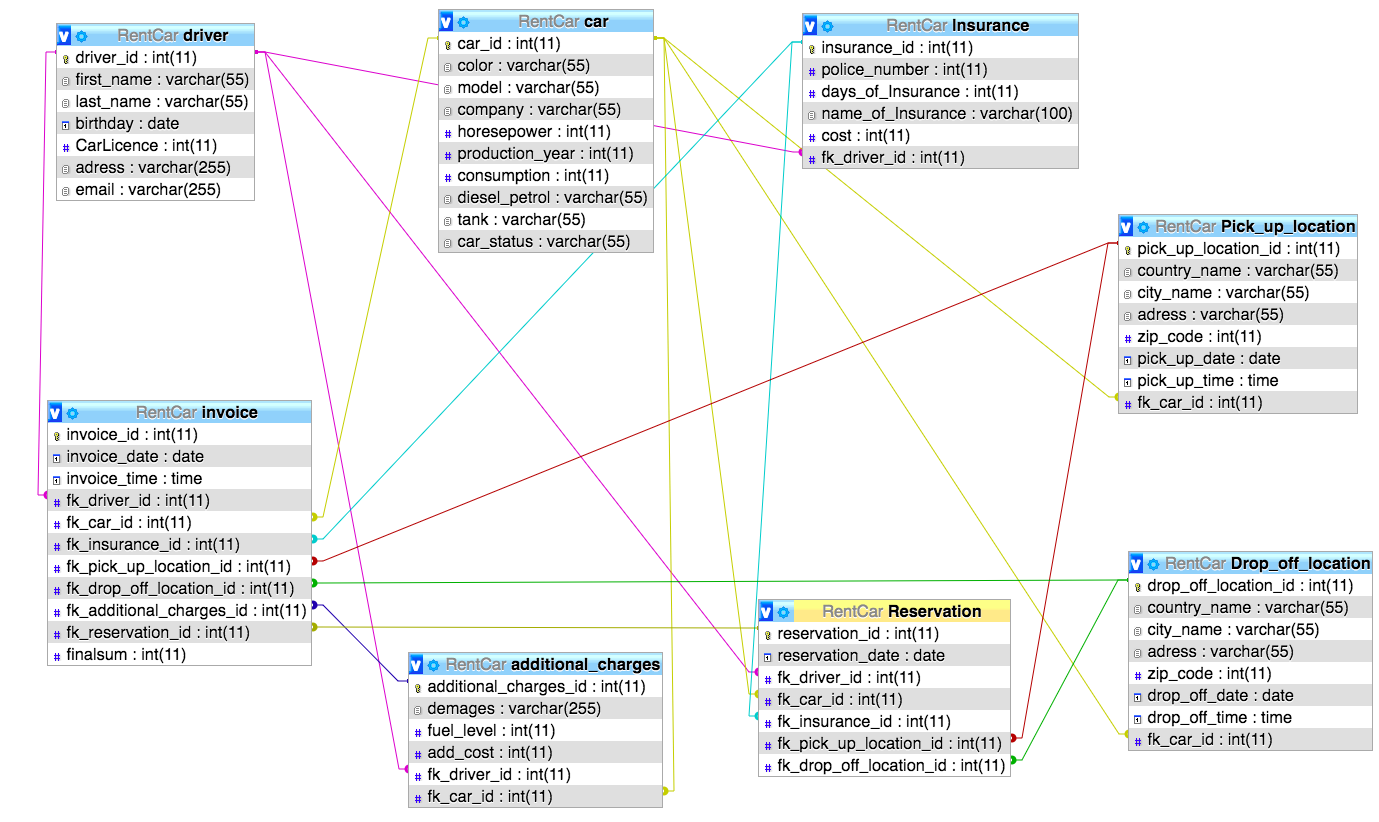 RentCar driver
driver_id : int(11)
first_name : varchar(55)
last_name : varchar(55)
birthday : date
CarLicence : int(11)
adress : varchar(255)
email : varchar(255)
RentCar car
car_id : int(11)
color : varchar(55)
model : varchar(55)
company : varchar(55)
horesepower : int(11)
production_year : int(11)
consumption : int(11)
diesel_petrol : varchar(55)
tank : varchar(55)
car_status : varchar(55)
RentCar Insurance
insurance_id : int(11)
police_number : int(11)
days_of_Insurance : int(11)
name_of_Insurance : varchar(100)
cost : int(11)
fk_driver_id : int(11)
RentCar Pick_up_location
pick_up_location_id : int(11)
country_name : varchar(55)
city_name : varchar(55)
adress : varchar(55)
zip_code : int(11)
pick_up_date : date
pick_up_time : time
fk_car_id : int(11)
RentCar invoice
invoice_id : int(11)
invoice_date : date
invoice_time : time
fk_driver_id : int(11)
fk_car_id : int(11)
fk_insurance_id : int(11)
fk_pick_up_location_id : int(11)
fk_drop_off_location_id : int(11)
fk_additional_charges_id : int(11)
fk_reservation_id : int(11)
finalsum : int(11)
RentCar additional_charges
additional_charges_id : int(11)
demages : varchar(255)
fuel_level : int(11)
add_cost : int(11)
fk_driver_id : int(11)
fk_car_id : int(11)
RentCar Reservation
reservation_id : int(11)
reservation_date : date
fk_driver_id : int(11)
fk_car_id : int(11)
fk_insurance_id : int(11)
fk_pick_up_location_id : int(11)
fk_drop_off_location_id : int(11)
RentCar Drop_off_location
drop_off_location_id : int(11)
country_name : varchar(55)
city_name : varchar(55)
adress : varchar(55)
zip_code : int(11)
drop_off_date : date
drop_off_time : time
fk_car_id : int(11)